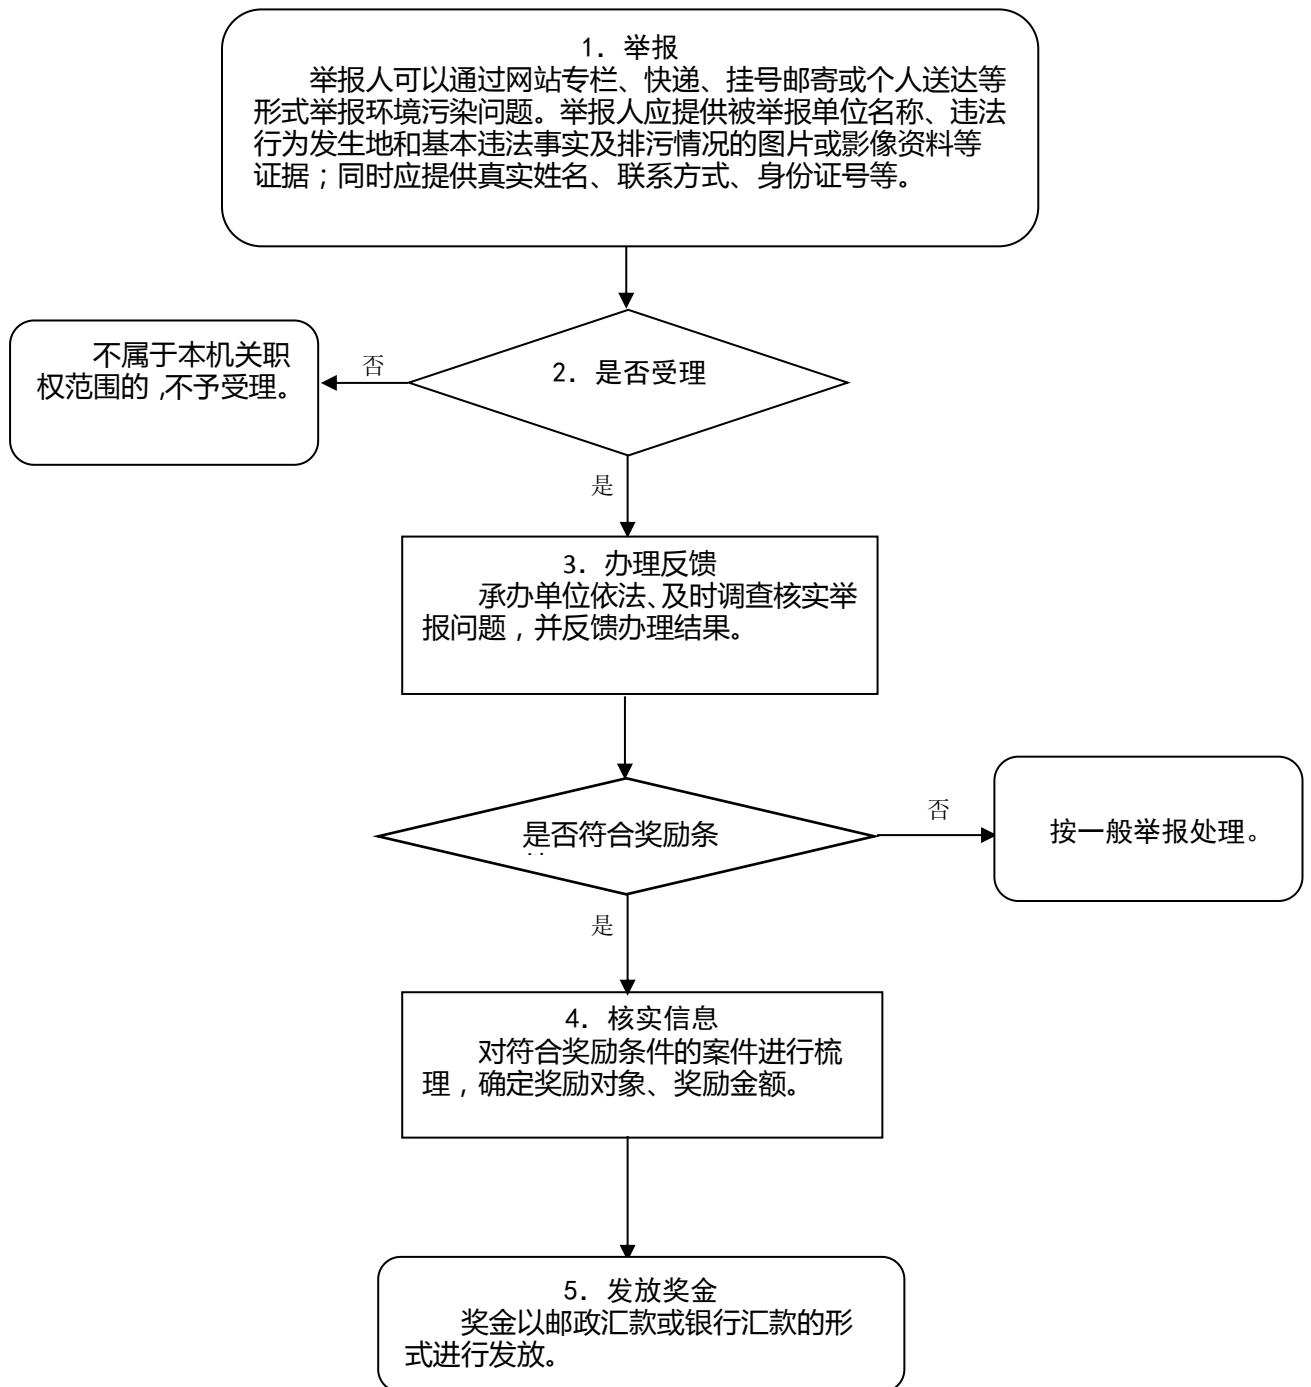 1. 举报
举报人可以通过网站专栏、快递、挂号邮寄或个人送达等
形式举报环境污染问题。举报人应提供被举报单位名称、违法
行为发生地和基本违法事实及排污情况的图片或影像资料等
证据；同时应提供真实姓名、联系方式、身份证号等。
不属于本机关职
权范围的,不予受理。
否
2. 是否受理
是
3. 办理反馈
承办单位依法、及时调查核实举
报问题，并反馈办理结果。
是否符合奖励条
否
按一般举报处理。
是
4. 核实信息
对符合奖励条件的案件进行梳
理，确定奖励对象、奖励金额。
5. 发放奖金
奖金以邮政汇款或银行汇款的形
式进行发放。